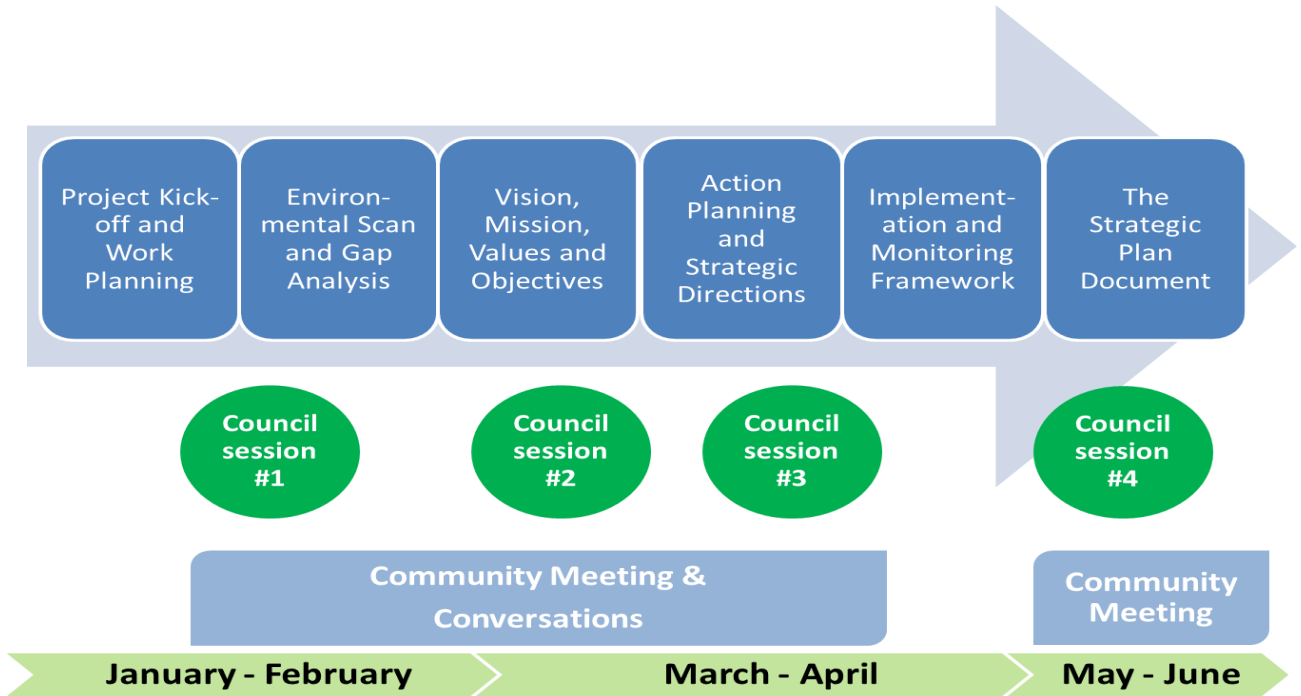 Project Kick-
off and
Work
Planning
Environ-
mental Scan
and Gap
Analysis
Vision,
Mission,
Values and
Objectives
Action
Planning
and
Strategic
Directions
Implement-
ation and
Monitoring
Framework
The
Strategic
Plan
Document
Council
session
#1
Council
session
#2
Council
session
#3
Council
session
#4
Community Meeting &
Conversations
Community
Meeting
January - February
March - April
May - June